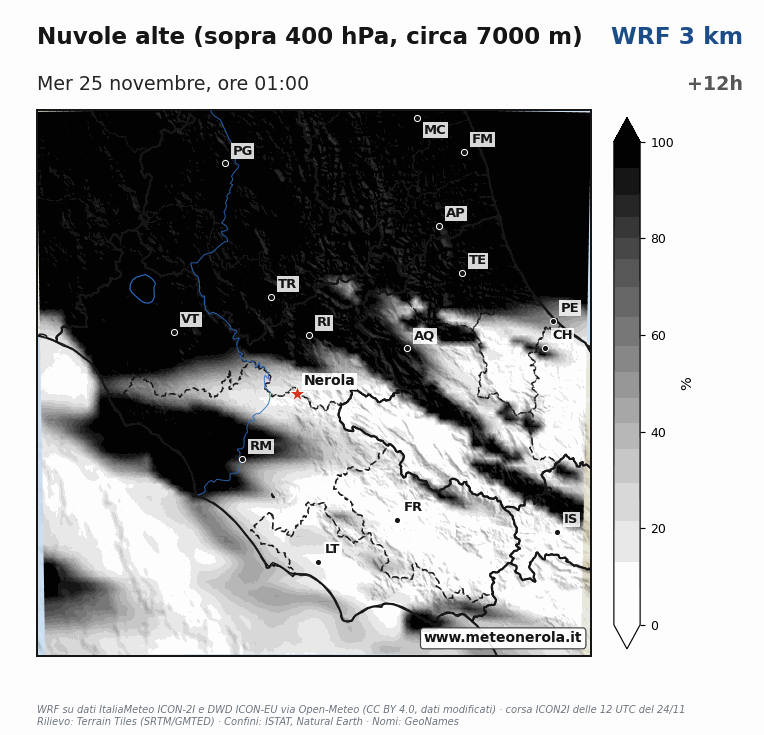 Nuvole alte (sopra 400 hPa, circa 7000 m) WRF 3 km
Mer 25 novembre, ore 01:00 +12h
MC
FM
PG
AP
TE
TR
PE
VT
RI
AQ
CH
Nerola
RM
FR
IS
LT
www.meteonerola.it
100
80
60
40
20
0
%
WRF su dati ItaliaMeteo ICON-2I e DWD ICON-EU via Open-Meteo (CC BY 4.0, dati modificati) · corsa ICON2I delle 12 UTC del 24/11
Rilievo: Terrain Tiles (SRTM/GMTED) · Confini: ISTAT, Natural Earth · Nomi: GeoNames